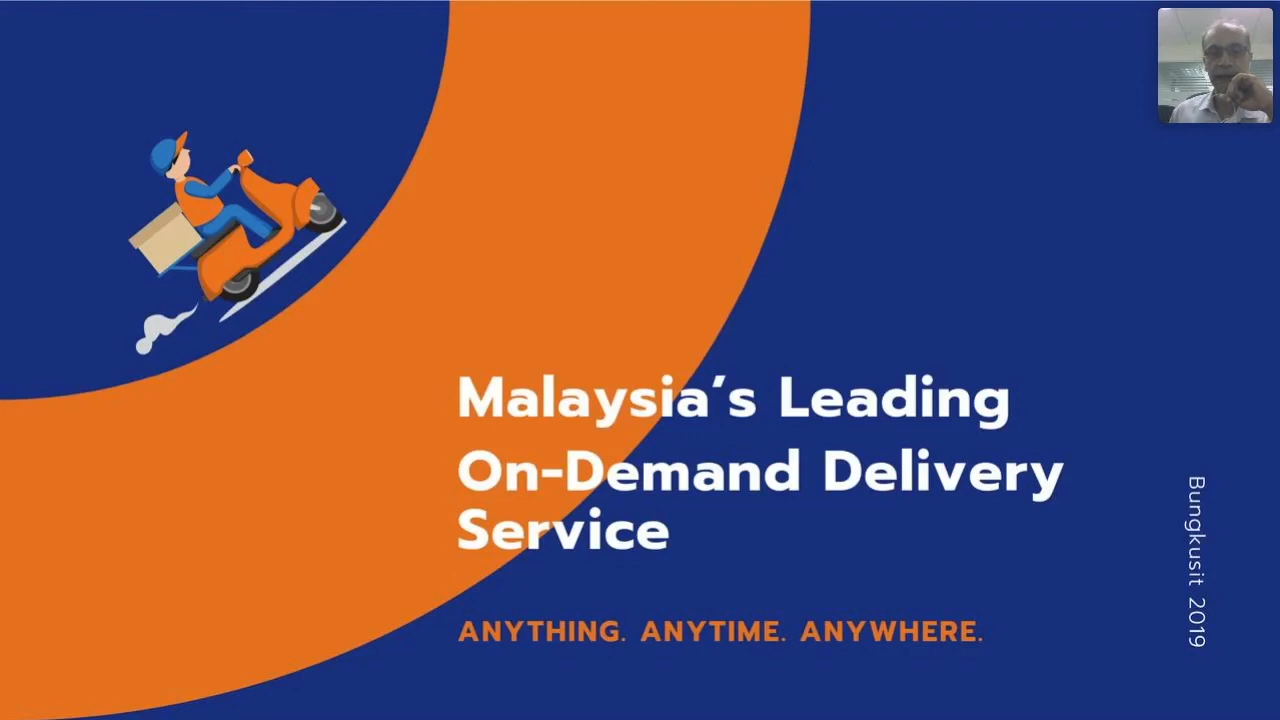 Malaysia’s Leading
On-Demand Delivery
Service
ANYTHING. ANYTIME. ANYWHERE.
Bungkusit 2019